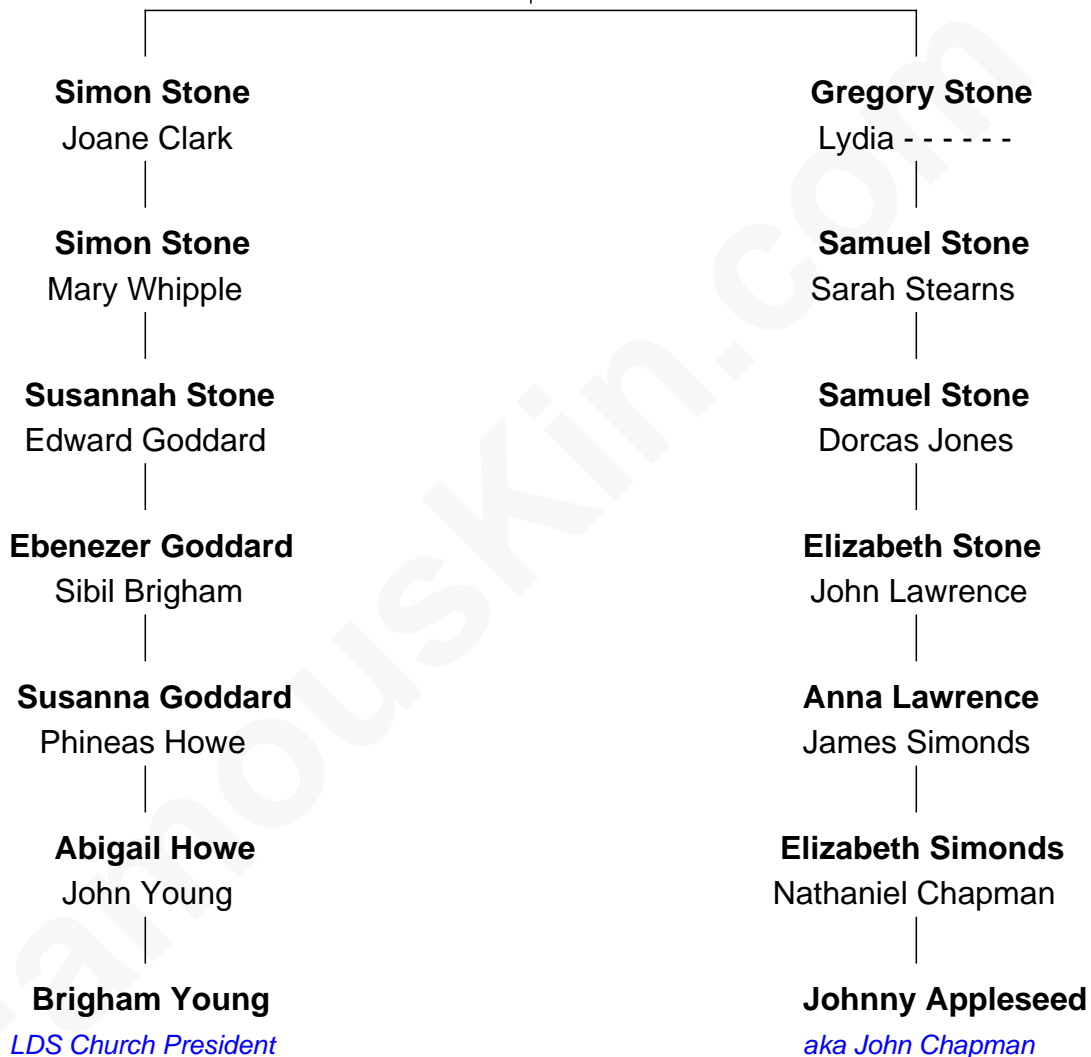 Simon Stone
Joane Clark
Simon Stone
Mary Whipple
Susannah Stone
Edward Goddard
Ebenezer Goddard
Sibil Brigham
Susanna Goddard
Phineas Howe
Abigail Howe
John Young
Brigham Young
LDS Church President
Gregory Stone
Lydia - - - - - -
Samuel Stone
Sarah Stearns
Samuel Stone
Dorcas Jones
Elizabeth Stone
John Lawrence
Anna Lawrence
James Simonds
Elizabeth Simonds
Nathaniel Chapman
Johnny Appleseed
aka John Chapman
FamousKin.com